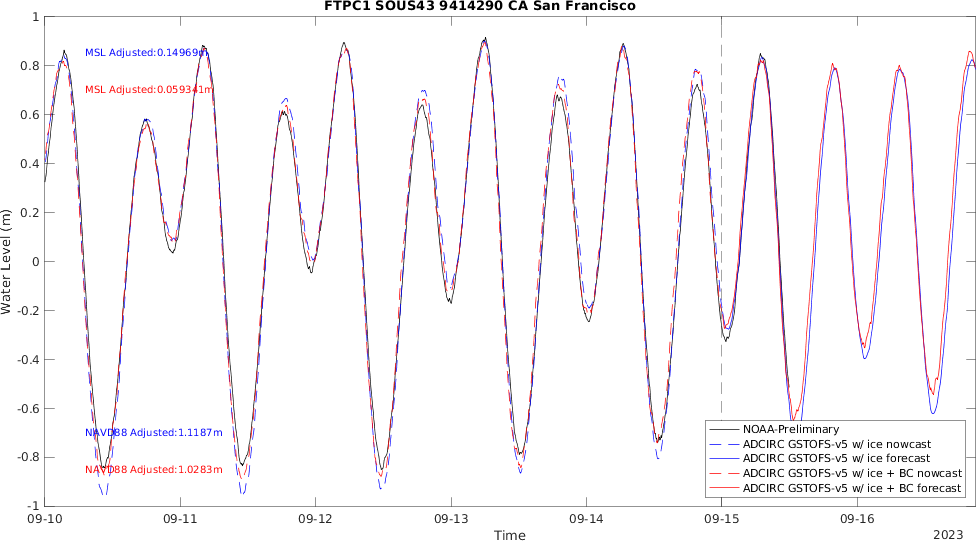 FTPC1 SOUS43 9414290 CA San Francisco
1
0.8
0.6
0.4
0.2
0
-0.2
-0.4
-0.6
-0.8
-1
Water Level (m)
MSL Adjusted:0.14969m
MSL Adjusted:0.059341m
NAVD88 Adjusted:1.1187m
NAVD88 Adjusted:1.0283m
NOAA-Preliminary
ADCIRC GSTOFS-v5 w/ ice nowcast
ADCIRC GSTOFS-v5 w/ ice forecast
ADCIRC GSTOFS-v5 w/ ice + BC nowcast
ADCIRC GSTOFS-v5 w/ ice + BC forecast
09-10 09-11 09-12 09-13 09-14 09-15 09-16
Time
2023